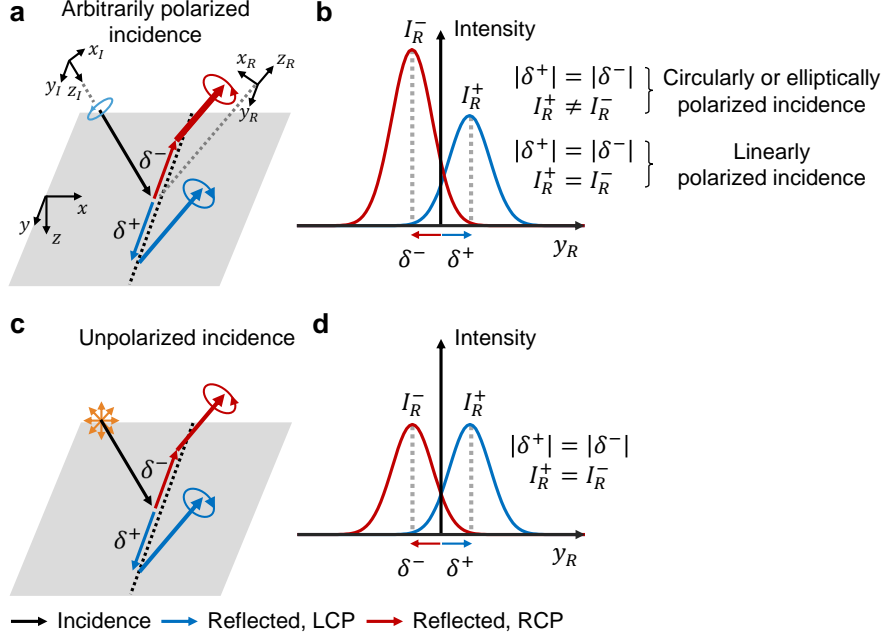 a
Arbitrarily polarized
incidence
x_I
y_I
z_I
x_R
z_R
y_R
δ⁻
δ⁺
x
y
z
b
I_R^-
Intensity
I_R^+
|δ⁺| = |δ⁻|
I_R^+ ≠ I_R^-
Circularly or elliptically
polarized incidence
|δ⁺| = |δ⁻|
I_R^+ = I_R^-
Linearly
polarized incidence
δ⁻
δ⁺
y_R
c
Unpolarized incidence
δ⁻
δ⁺
d
Intensity
I_R^-
I_R^+
|δ⁺| = |δ⁻|
I_R^+ = I_R^-
δ⁻
δ⁺
y_R
Incidence
Reflected, LCP
Reflected, RCP